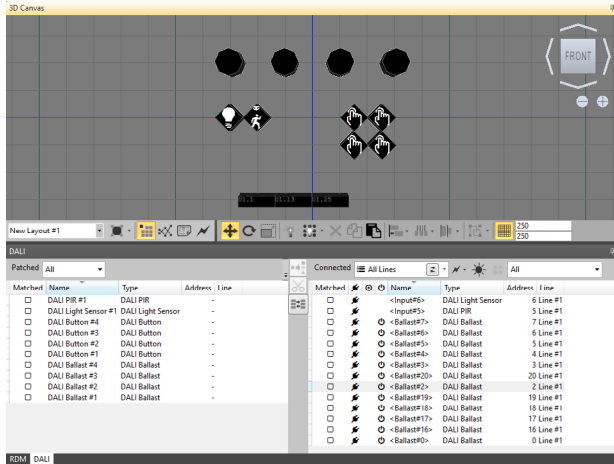 3D Canvas
FRONT
U1.1 U1.13 U1.25
New Layout #1
250
250
DALI
Patched All
Connected All Lines All
Matched Name Type Address Line
DALI PIR #1 DALI PIR -
DALI Light Sensor #1 DALI Light Sensor -
DALI Button #4 DALI Button -
DALI Button #3 DALI Button -
DALI Button #2 DALI Button -
DALI Button #1 DALI Button -
DALI Ballast #4 DALI Ballast -
DALI Ballast #3 DALI Ballast -
DALI Ballast #2 DALI Ballast -
DALI Ballast #1 DALI Ballast -
Matched Name Type Address Line
<Input#6> DALI Light Sensor 6 Line #1
<Input#5> DALI PIR 5 Line #1
<Ballast#7> DALI Ballast 7 Line #1
<Ballast#6> DALI Ballast 6 Line #1
<Ballast#5> DALI Ballast 5 Line #1
<Ballast#4> DALI Ballast 4 Line #1
<Ballast#3> DALI Ballast 3 Line #1
<Ballast#20> DALI Ballast 20 Line #1
<Ballast#2> DALI Ballast 2 Line #1
<Ballast#19> DALI Ballast 19 Line #1
<Ballast#18> DALI Ballast 18 Line #1
<Ballast#17> DALI Ballast 17 Line #1
<Ballast#16> DALI Ballast 16 Line #1
<Ballast#0> DALI Ballast 0 Line #1
RDM DALI